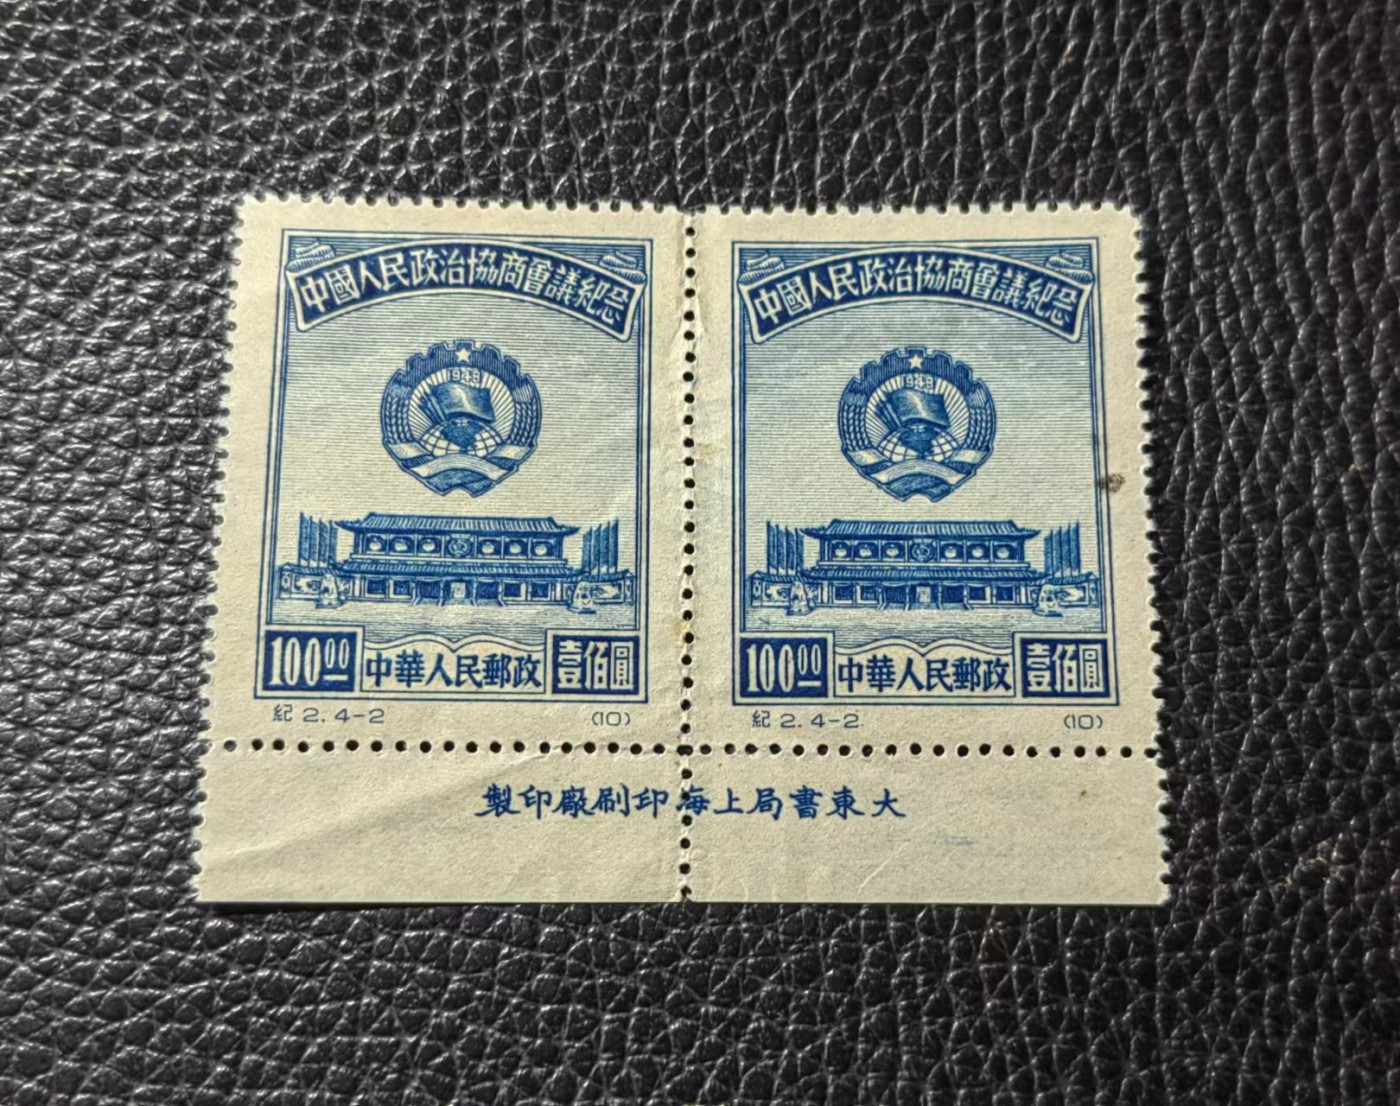 中國人民政治協商會議紀念
1949
100.00 中華人民郵政 壹佰圓
紀 2. 4-2 (10)
中國人民政治協商會議紀念
1949
100.00 中華人民郵政 壹佰圓
紀 2. 4-2. (10)
製印廠刷印海上局書東大